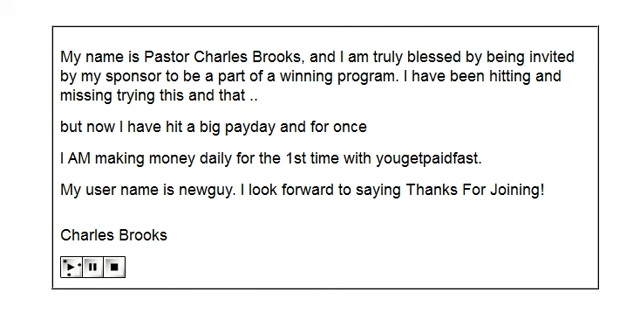 My name is Pastor Charles Brooks, and I am truly blessed by being invited
by my sponsor to be a part of a winning program. I have been hitting and
missing trying this and that ..
but now I have hit a big payday and for once
I AM making money daily for the 1st time with yougetpaidfast.
My user name is newguy. I look forward to saying Thanks For Joining!
Charles Brooks